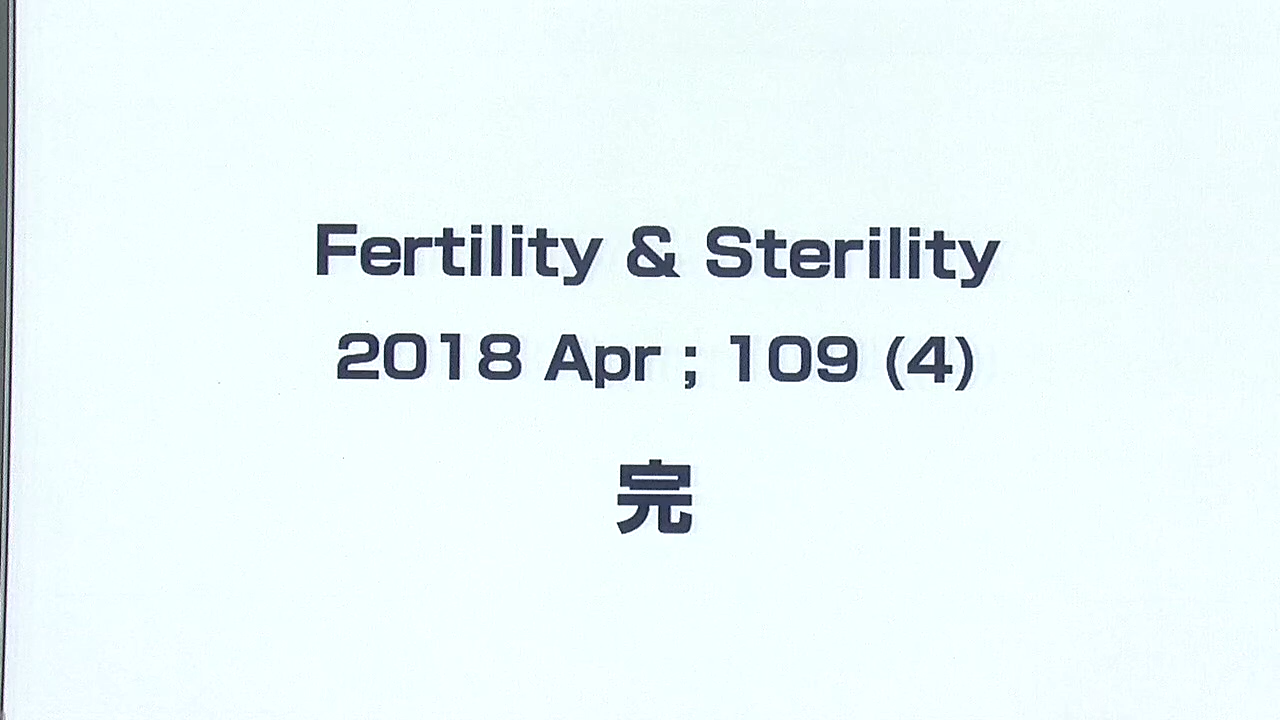 Fertility & Sterility
2018 Apr ; 109 (4)
完